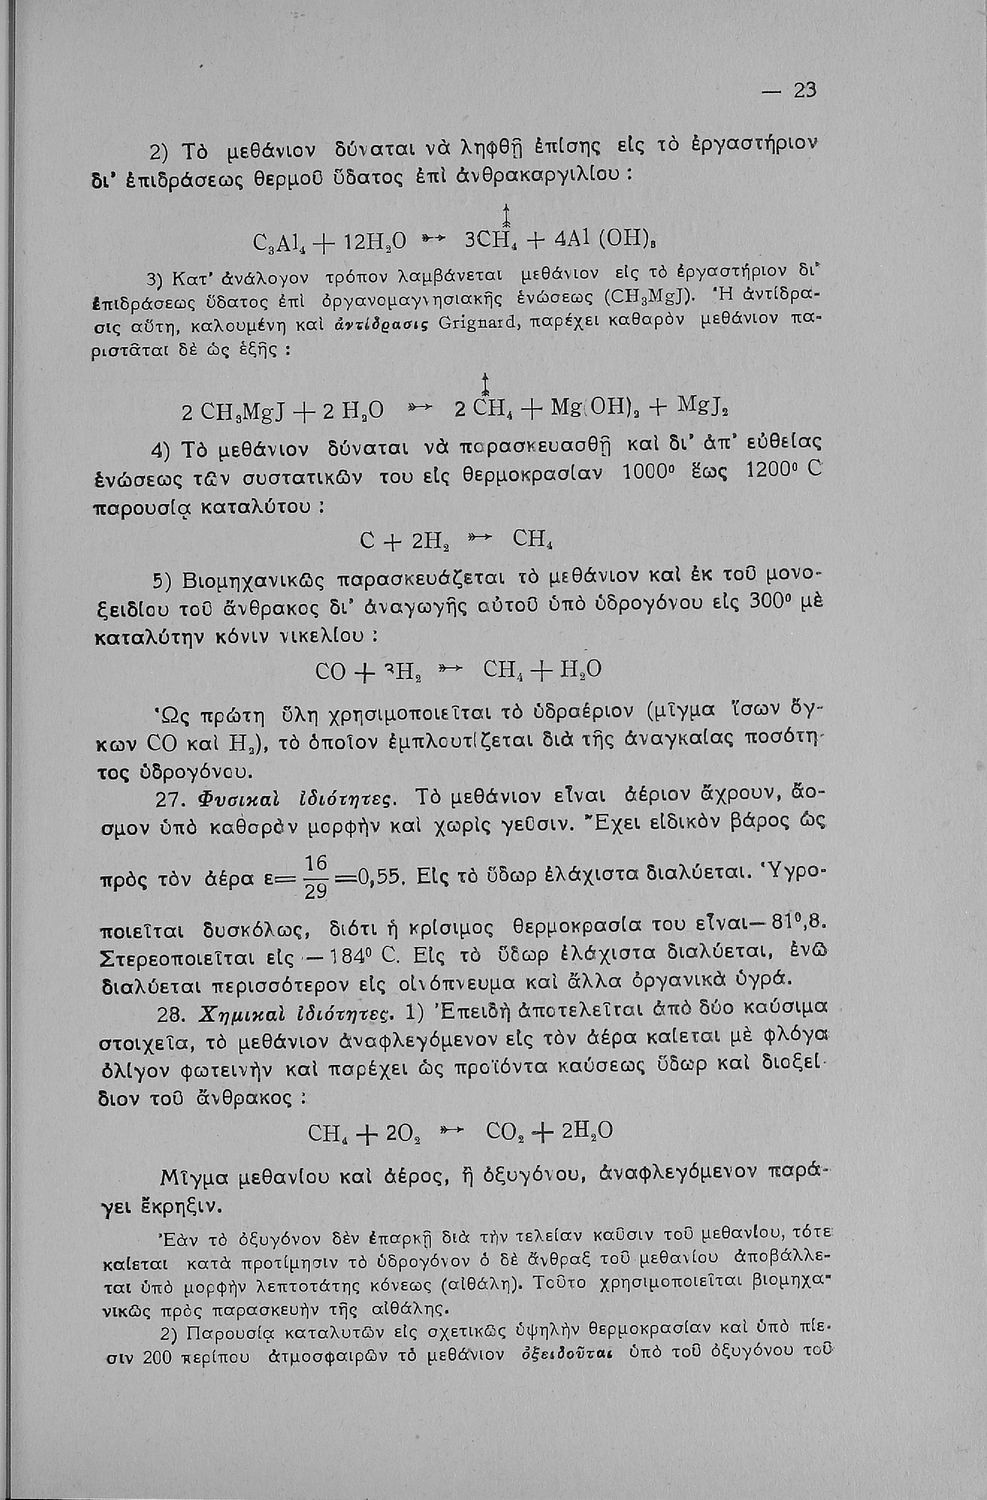 — 23
2) Τὸ μεθάνιον δύναται νὰ ληφθῇ ἐπίσης εἰς τὸ ἐργαστήριον
δι' ἐπιδράσεως θερμοῦ ὕδατος ἐπὶ ἀνθρακαργιλίου :
C₃Al₄ + 12H₂O ➳ 3CH₄ ↑ + 4Al (OH)₃
3) Κατ' ἀνάλογον τρόπον λαμβάνεται μεθάνιον εἰς τὸ ἐργαστήριον δι'
ἐπιδράσεως ὕδατος ἐπὶ ὀργανομαγνησιακῆς ἑνώσεως (CH₃MgJ). Ἡ ἀντίδρα-
σις αὕτη, καλουμένη καὶ ἀντίδρασις Grignard, παρέχει καθαρὸν μεθάνιον πα-
ριστᾶται δὲ ὡς ἑξῆς :
2 CH₃MgJ + 2 H₂O ➳ 2 CH₄ ↑ + Mg(OH)₂ + MgJ₂
4) Τὸ μεθάνιον δύναται νὰ παρασκευασθῇ καὶ δι' ἀπ' εὐθείας
ἑνώσεως τῶν συστατικῶν του εἰς θερμοκρασίαν 1000° ἕως 1200° C
παρουσίᾳ καταλύτου :
C + 2H₂ ➳ CH₄
5) Βιομηχανικῶς παρασκευάζεται τὸ μεθάνιον καὶ ἐκ τοῦ μονο-
ξειδίου τοῦ ἄνθρακος δι' ἀναγωγῆς αὐτοῦ ὑπὸ ὑδρογόνου εἰς 300° μὲ
καταλύτην κόνιν νικελίου :
CO + 3H₂ ➳ CH₄ + H₂O
Ὡς πρώτη ὕλη χρησιμοποιεῖται τὸ ὑδραέριον (μῖγμα ἴσων ὄγ-
κων CO καὶ H₂), τὸ ὁποῖον ἐμπλουτίζεται διὰ τῆς ἀναγκαίας ποσότη-
τος ὑδρογόνου.
27. Φυσικαὶ ἰδιότητες. Τὸ μεθάνιον εἶναι ἀέριον ἄχρουν, ἄο-
σμον ὑπὸ καθαρὰν μορφὴν καὶ χωρὶς γεῦσιν. Ἔχει εἰδικὸν βάρος ὡς
πρὸς τὸν ἀέρα ε= 16/29 =0,55. Εἰς τὸ ὕδωρ ἐλάχιστα διαλύεται. Ὑγρο-
ποιεῖται δυσκόλως, διότι ἡ κρίσιμος θερμοκρασία του εἶναι— 81°,8.
Στερεοποιεῖται εἰς — 184° C. Εἰς τὸ ὕδωρ ἐλάχιστα διαλύεται, ἐνῶ
διαλύεται περισσότερον εἰς οἰνόπνευμα καὶ ἄλλα ὀργανικὰ ὑγρά.
28. Χημικαὶ ἰδιότητες. 1) Ἐπειδὴ ἀποτελεῖται ἀπὸ δύο καύσιμα
στοιχεῖα, τὸ μεθάνιον ἀναφλεγόμενον εἰς τὸν ἀέρα καίεται μὲ φλόγα
ὀλίγον φωτεινὴν καὶ παρέχει ὡς προϊόντα καύσεως ὕδωρ καὶ διοξεί-
διον τοῦ ἄνθρακος :
CH₄ + 2O₂ ➳ CO₂ + 2H₂O
Μῖγμα μεθανίου καὶ ἀέρος, ἢ ὀξυγόνου, ἀναφλεγόμενον παρά-
γει ἔκρηξιν.
Ἐὰν τὸ ὀξυγόνον δὲν ἐπαρκῇ διὰ τὴν τελείαν καῦσιν τοῦ μεθανίου, τότε
καίεται κατὰ προτίμησιν τὸ ὑδρογόνον ὁ δὲ ἄνθραξ τοῦ μεθανίου ἀποβάλλε-
ται ὑπὸ μορφὴν λεπτοτάτης κόνεως (αἰθάλη). Τοῦτο χρησιμοποιεῖται βιομηχα-
νικῶς πρὸς παρασκευὴν τῆς αἰθάλης.
2) Παρουσίᾳ καταλυτῶν εἰς σχετικῶς ὑψηλὴν θερμοκρασίαν καὶ ὑπὸ πίε-
σιν 200 περίπου ἀτμοσφαιρῶν τὸ μεθάνιον ὀξειδοῦται ὑπὸ τοῦ ὀξυγόνου τοῦ